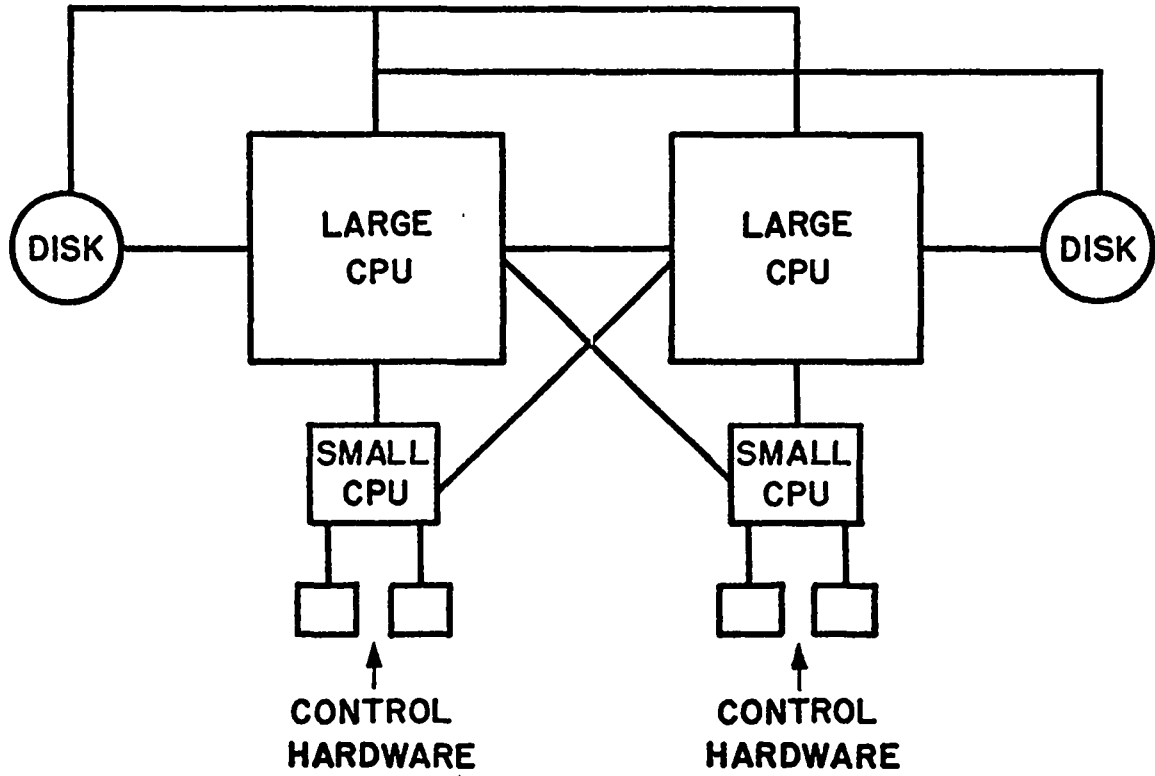 LARGE
CPU
LARGE
CPU
DISK
DISK
SMALL
CPU
SMALL
CPU
CONTROL
HARDWARE
CONTROL
HARDWARE